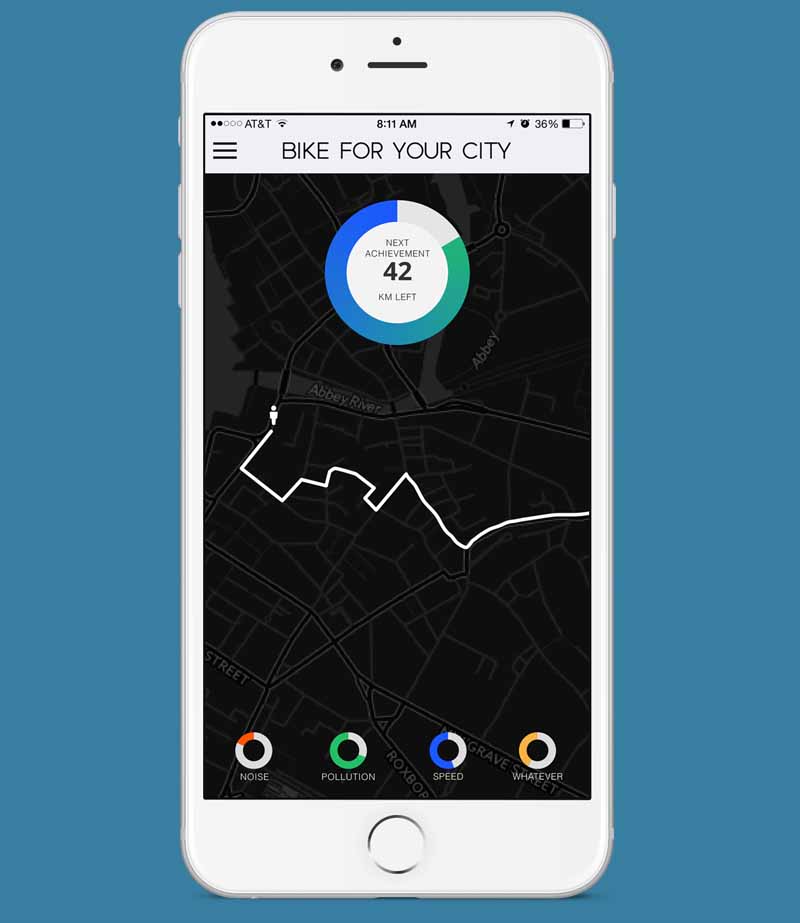 AT&T 8:11 AM 36%
BIKE FOR YOUR CITY
NEXT
ACHIEVEMENT
42
KM LEFT
Abbey
Abbey River
STREET
ROXBOR
GRAVE STREET
NOISE POLLUTION SPEED WHATEVER